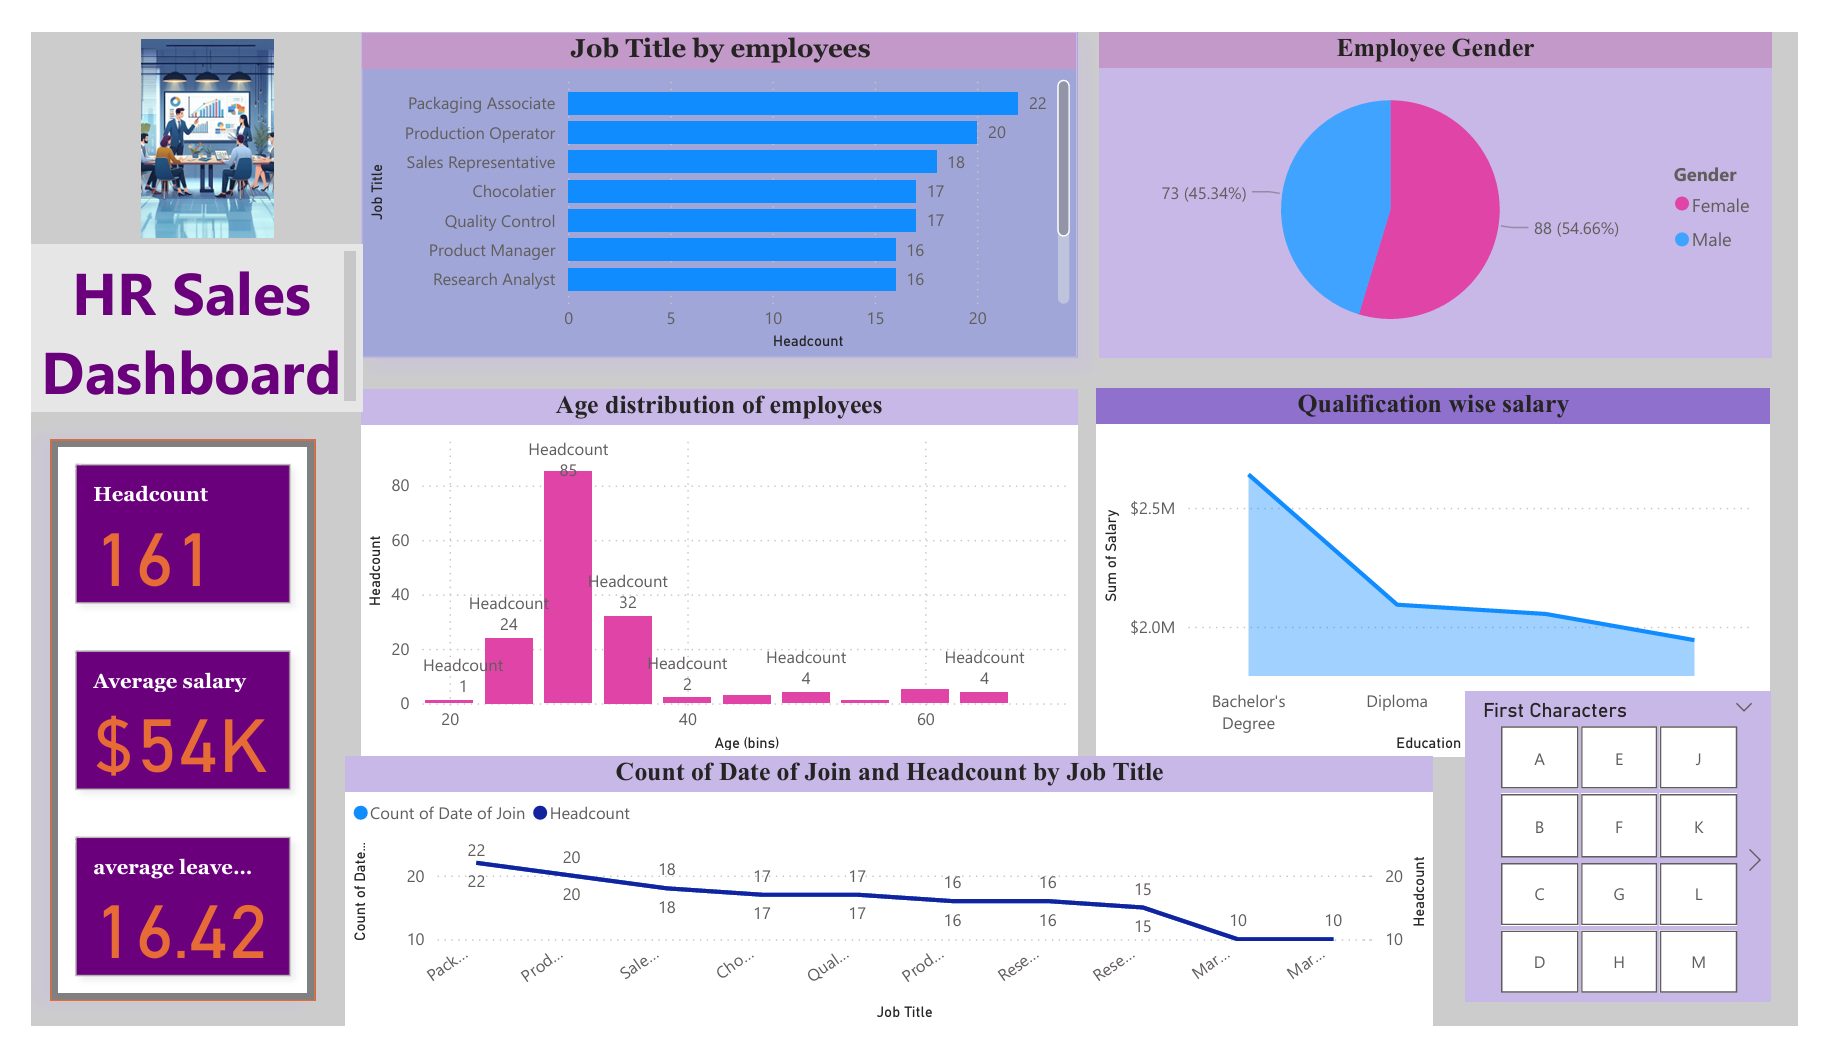 HR Sales
Dashboard
Headcount
161
Average salary
$54K
average leave...
16.42
Job Title by employees
Job Title
Packaging Associate
22
Production Operator
20
Sales Representative
18
Chocolatier
17
Quality Control
17
Product Manager
16
Research Analyst
16
0 5 10 15 20
Headcount
Employee Gender
73 (45.34%)
88 (54.66%)
Gender
Female
Male
Age distribution of employees
Headcount
80
60
40
20
0
Headcount
1
Headcount
24
Headcount
85
Headcount
32
Headcount
2
Headcount
4
Headcount
4
20 40 60
Age (bins)
Qualification wise salary
Sum of Salary
$2.5M
$2.0M
Bachelor's
Degree
Diploma
Education
Count of Date of Join and Headcount by Job Title
Count of Date of Join Headcount
Count of Date...
20
10
22 20 18 17 17 16 16 15 10 10
22 20 18 17 17 16 16 15
20
10
Headcount
Pack... Prod... Sale... Cho... Qual... Prod... Rese... Rese... Mar... Mar...
Job Title
First Characters
A E J
B F K
C G L
D H M